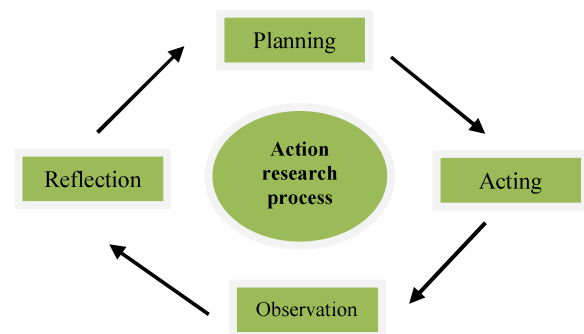 Planning
Action
research
process
Reflection
Acting
Observation